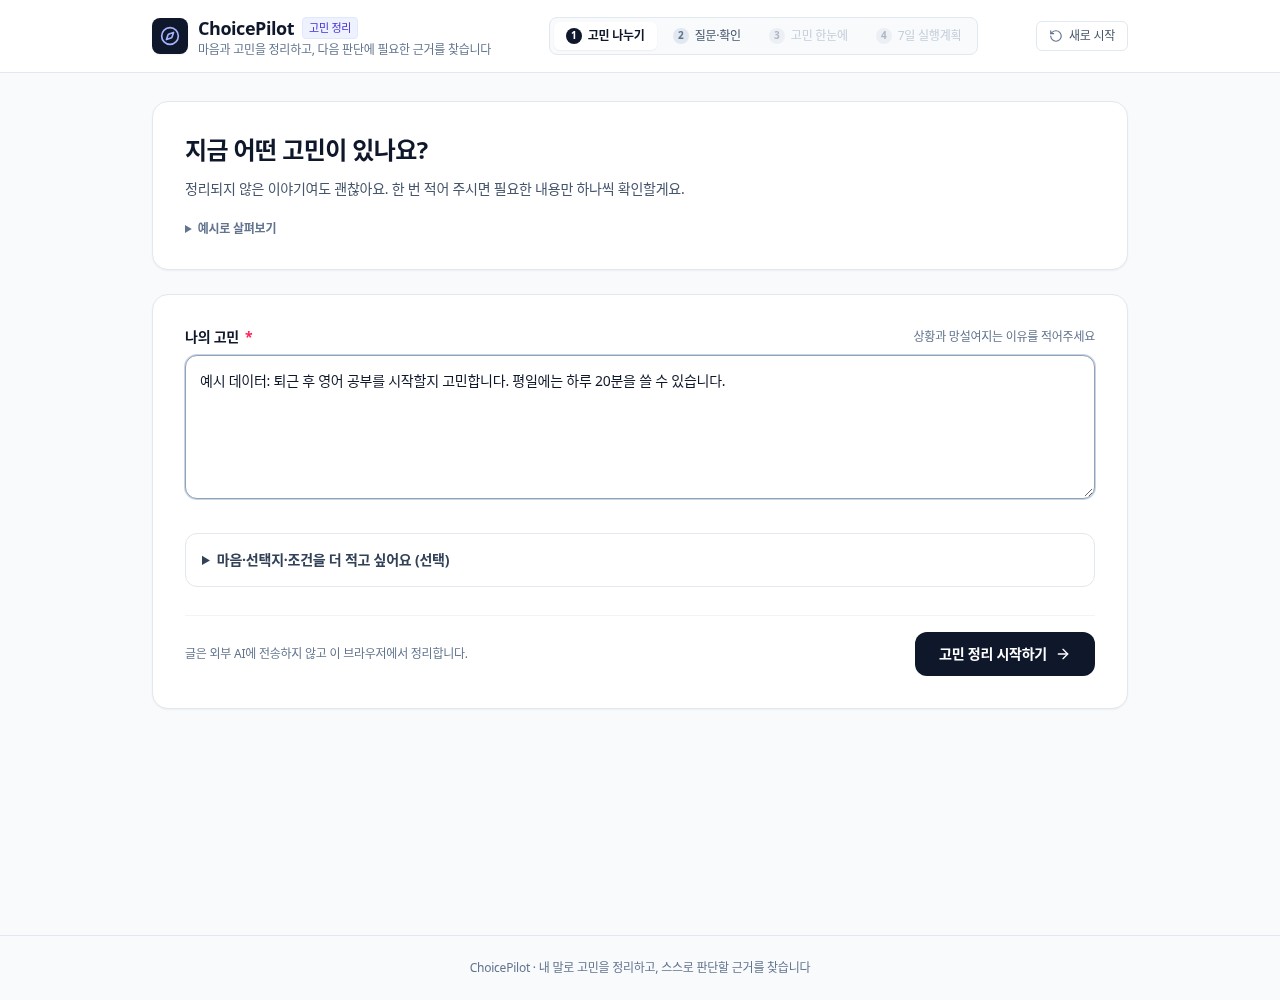 ChoicePilot 고민 정리
마음과 고민을 정리하고, 다음 판단에 필요한 근거를 찾습니다
1 고민 나누기 2 질문·확인 3 고민 한눈에 4 7일 실행계획
새로 시작
지금 어떤 고민이 있나요?
정리되지 않은 이야기여도 괜찮아요. 한 번 적어 주시면 필요한 내용만 하나씩 확인할게요.
▶ 예시로 살펴보기
나의 고민 *
상황과 망설여지는 이유를 적어주세요
예시 데이터: 퇴근 후 영어 공부를 시작할지 고민합니다. 평일에는 하루 20분을 쓸 수 있습니다.
▶ 마음·선택지·조건을 더 적고 싶어요 (선택)
글은 외부 AI에 전송하지 않고 이 브라우저에서 정리합니다.
고민 정리 시작하기 →
ChoicePilot · 내 말로 고민을 정리하고, 스스로 판단할 근거를 찾습니다